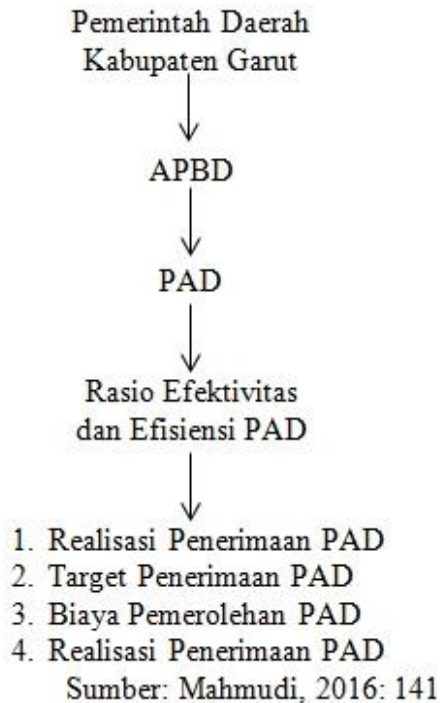 Pemerintah Daerah
Kabupaten Garut
APBD
PAD
Rasio Efektivitas
dan Efisiensi PAD
1. Realisasi Penerimaan PAD
2. Target Penerimaan PAD
3. Biaya Pemerolehan PAD
4. Realisasi Penerimaan PAD
Sumber: Mahmudi, 2016: 141